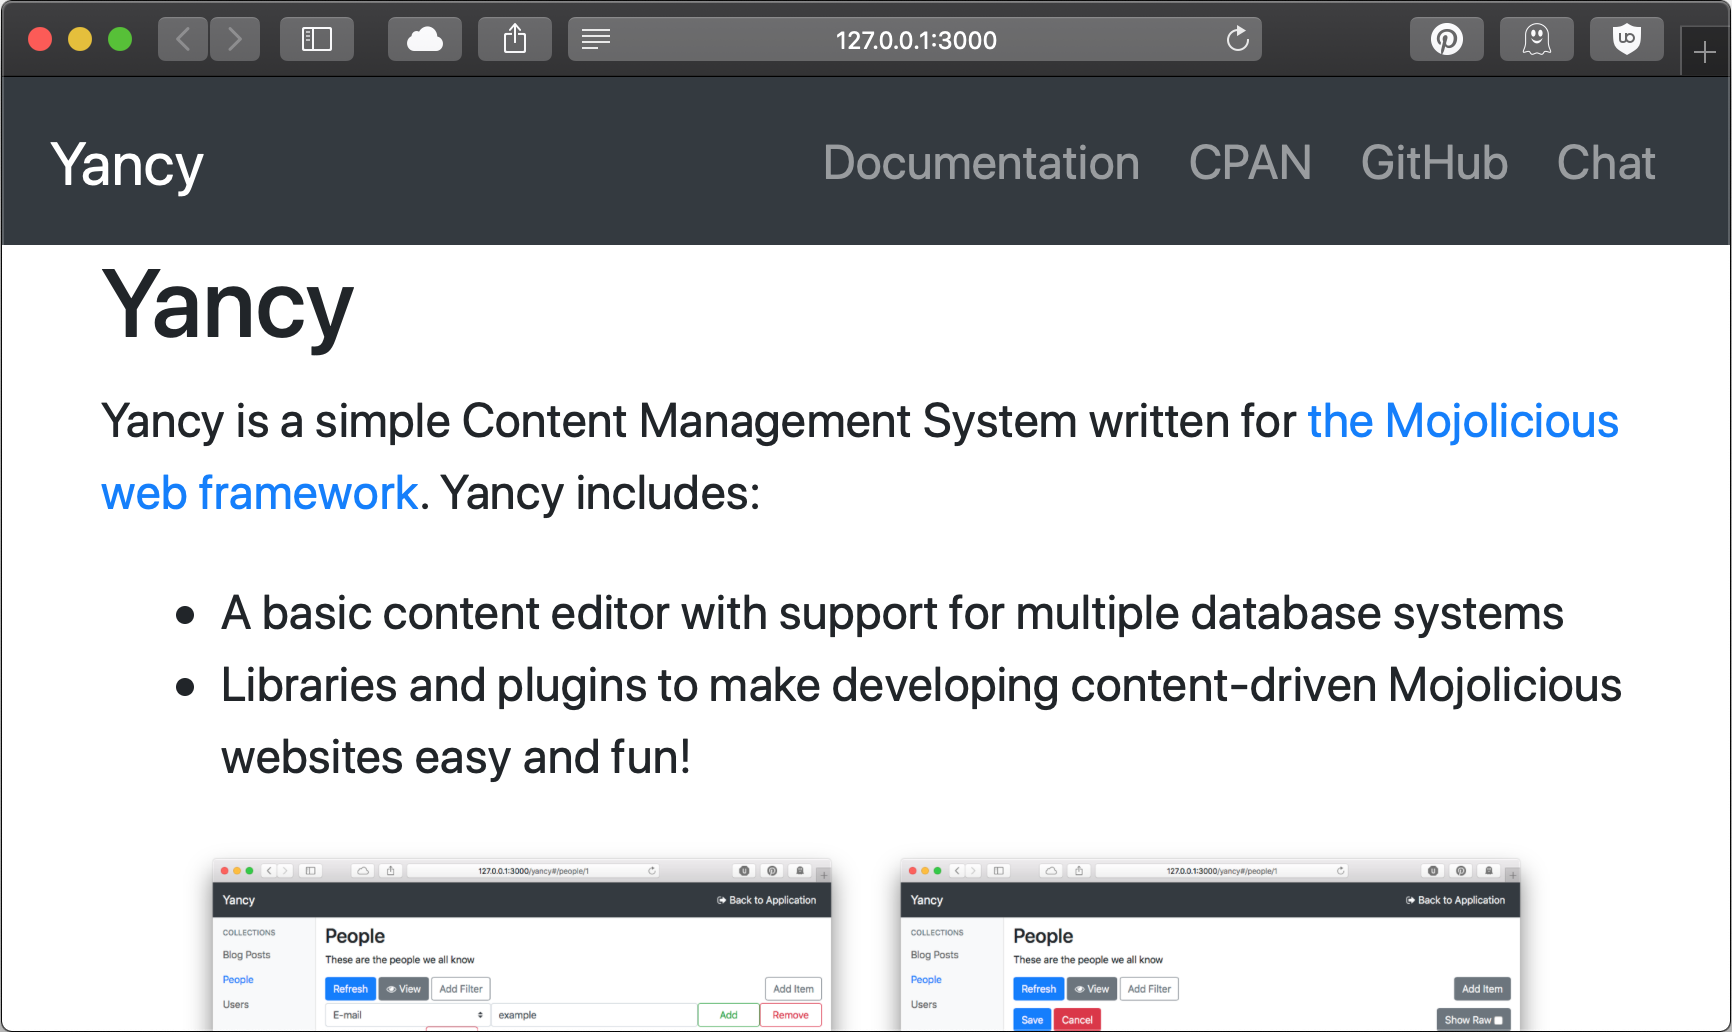 127.0.0.1:3000
Yancy
Documentation CPAN GitHub Chat
Yancy
Yancy is a simple Content Management System written for the Mojolicious
web framework. Yancy includes:
A basic content editor with support for multiple database systems
Libraries and plugins to make developing content-driven Mojolicious
websites easy and fun!
127.0.0.1:3000/yancy#/people/1
Yancy
Back to Application
COLLECTIONS
Blog Posts
People
Users
People
These are the people we all know
Refresh View Add Filter
Add Item
E-mail
example
Add
Remove
127.0.0.1:3000/yancy#/people/1
Yancy
Back to Application
COLLECTIONS
Blog Posts
People
Users
People
These are the people we all know
Refresh View Add Filter
Add Item
Save Cancel
Show Raw